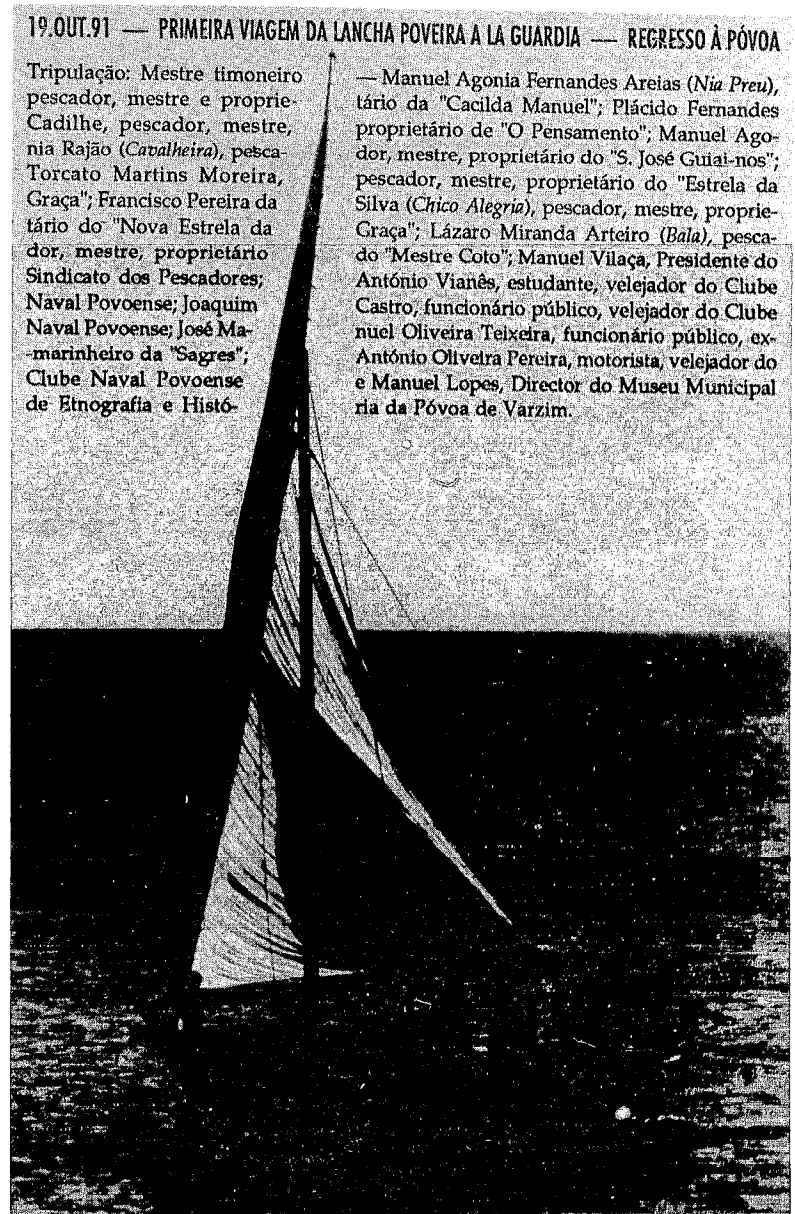 19.OUT.91 — PRIMEIRA VIAGEM DA LANCHA POVEIRA A LA GUARDIA — REGRESSO À PÓVOA
Tripulação: Mestre timoneiro — Manuel Agonia Fernandes Areias (Nia Preu),
pescador, mestre e proprie- tário da "Cacilda Manuel"; Plácido Fernandes
Cadilhe, pescador, mestre, proprietário de "O Pensamento"; Manuel Ago-
nia Rajão (Cavalheira), pesca- dor, mestre, proprietário do "S. José Guiai-nos";
Torcato Martins Moreira, pescador, mestre, proprietário do "Estrela da
Graça"; Francisco Pereira da Silva (Chico Alegria), pescador, mestre, proprie-
tário do "Nova Estrela da Graça"; Lázaro Miranda Arteiro (Bala), pesca-
dor, mestre, proprietário do "Mestre Coto"; Manuel Vilaça, Presidente do
Sindicato dos Pescadores; António Vianês, estudante, velejador do Clube
Naval Povoense; Joaquim Castro, funcionário público, velejador do Clube
Naval Povoense; José Ma- nuel Oliveira Teixeira, funcionário público, ex-
-marinheiro da "Sagres"; António Oliveira Pereira, motorista, velejador do
Clube Naval Povoense e Manuel Lopes, Director do Museu Municipal
de Etnografia e Histó- ria da Póvoa de Varzim.